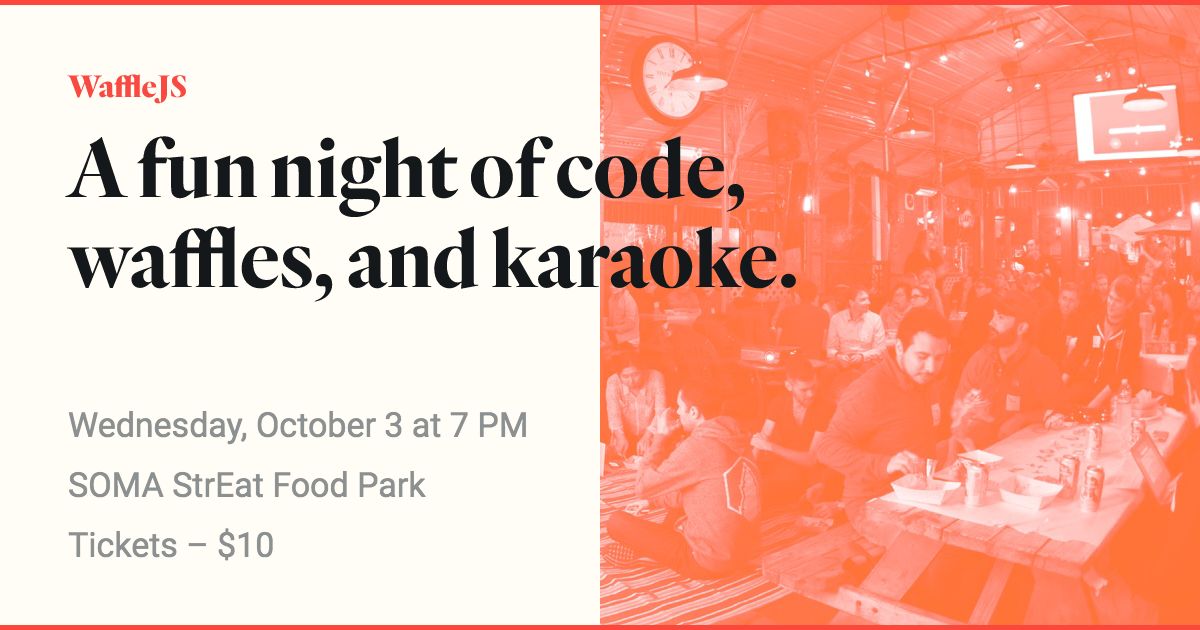 WaffleJS
A fun night of code,
waffles, and karaoke.
Wednesday, October 3 at 7 PM
SOMA StrEat Food Park
Tickets – $10